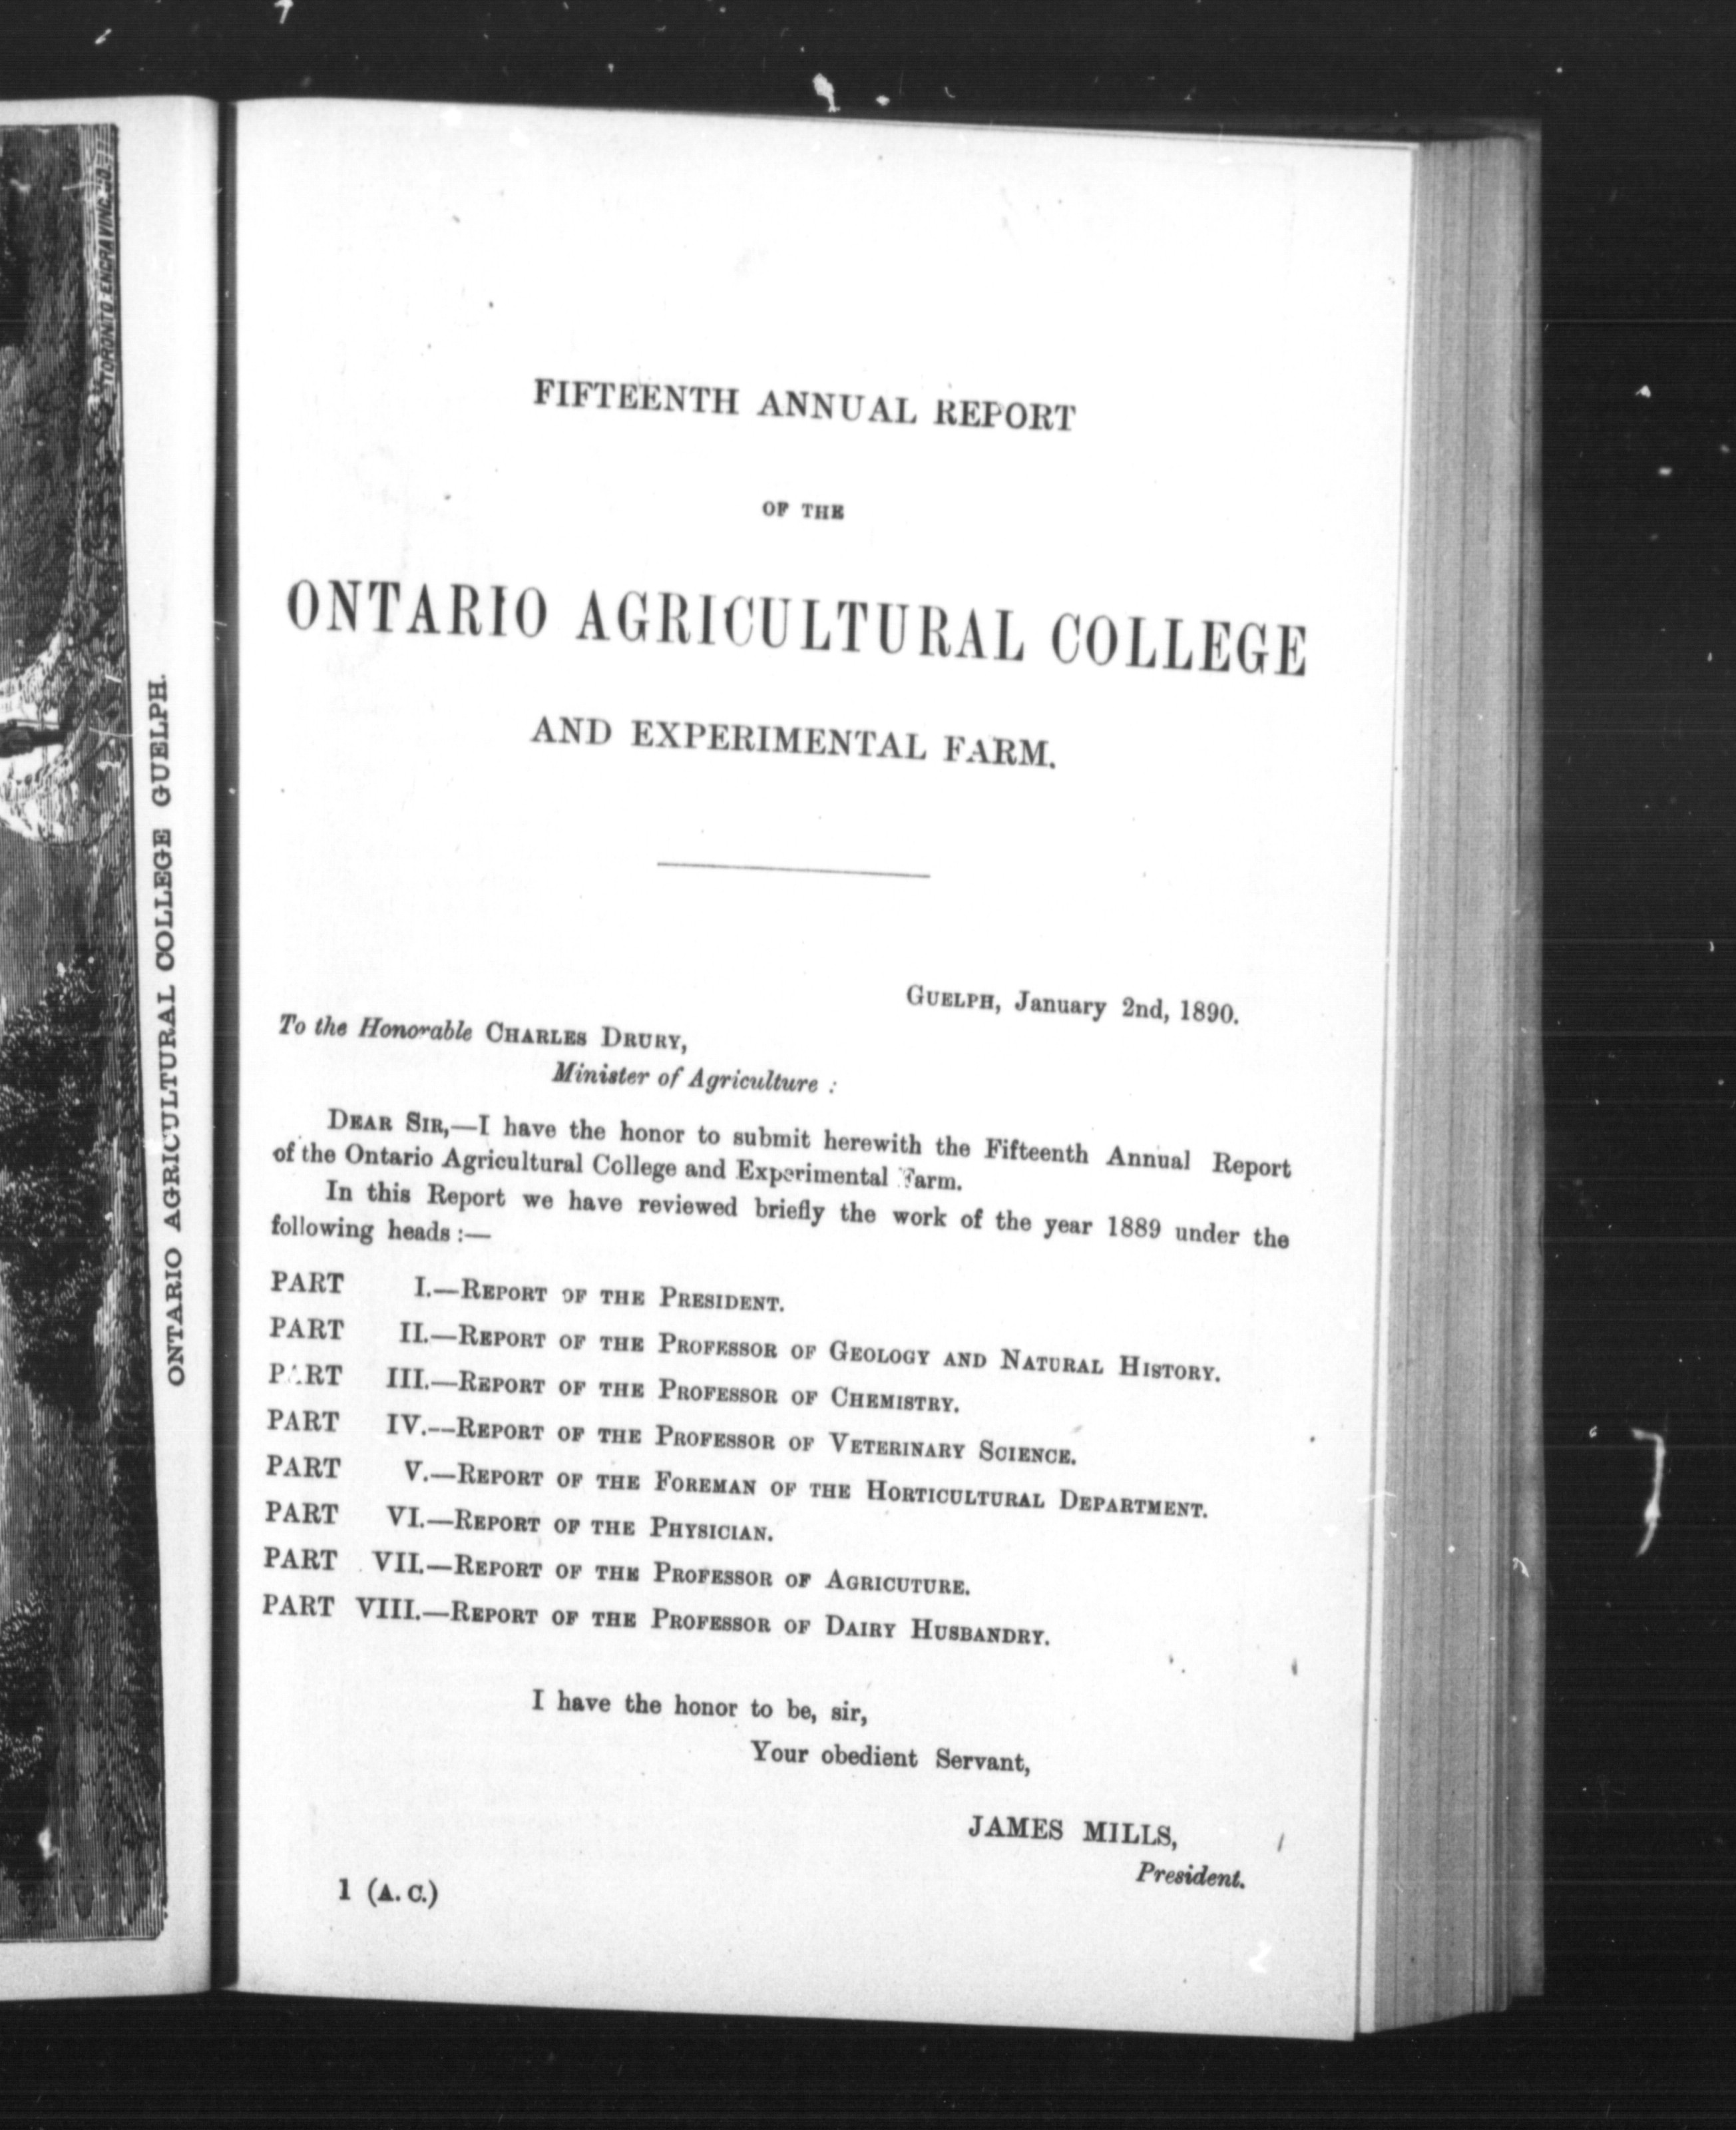 TORONTO ENGRAVING CO.
ONTARIO AGRICULTURAL COLLEGE GUELPH.
FIFTEENTH ANNUAL REPORT
OF THE
ONTARIO AGRICULTURAL COLLEGE
AND EXPERIMENTAL FARM.
GUELPH, January 2nd, 1890.
To the Honorable CHARLES DRURY,
Minister of Agriculture :
DEAR SIR,—I have the honor to submit herewith the Fifteenth Annual Report
of the Ontario Agricultural College and Experimental Farm.
In this Report we have reviewed briefly the work of the year 1889 under the
following heads :—
PART I.—REPORT OF THE PRESIDENT.
PART II.—REPORT OF THE PROFESSOR OF GEOLOGY AND NATURAL HISTORY.
PART III.—REPORT OF THE PROFESSOR OF CHEMISTRY.
PART IV.—REPORT OF THE PROFESSOR OF VETERINARY SCIENCE.
PART V.—REPORT OF THE FOREMAN OF THE HORTICULTURAL DEPARTMENT.
PART VI.—REPORT OF THE PHYSICIAN.
PART VII.—REPORT OF THE PROFESSOR OF AGRICUTURE.
PART VIII.—REPORT OF THE PROFESSOR OF DAIRY HUSBANDRY.
I have the honor to be, sir,
Your obedient Servant,
JAMES MILLS,
President.
1 (A. C.)